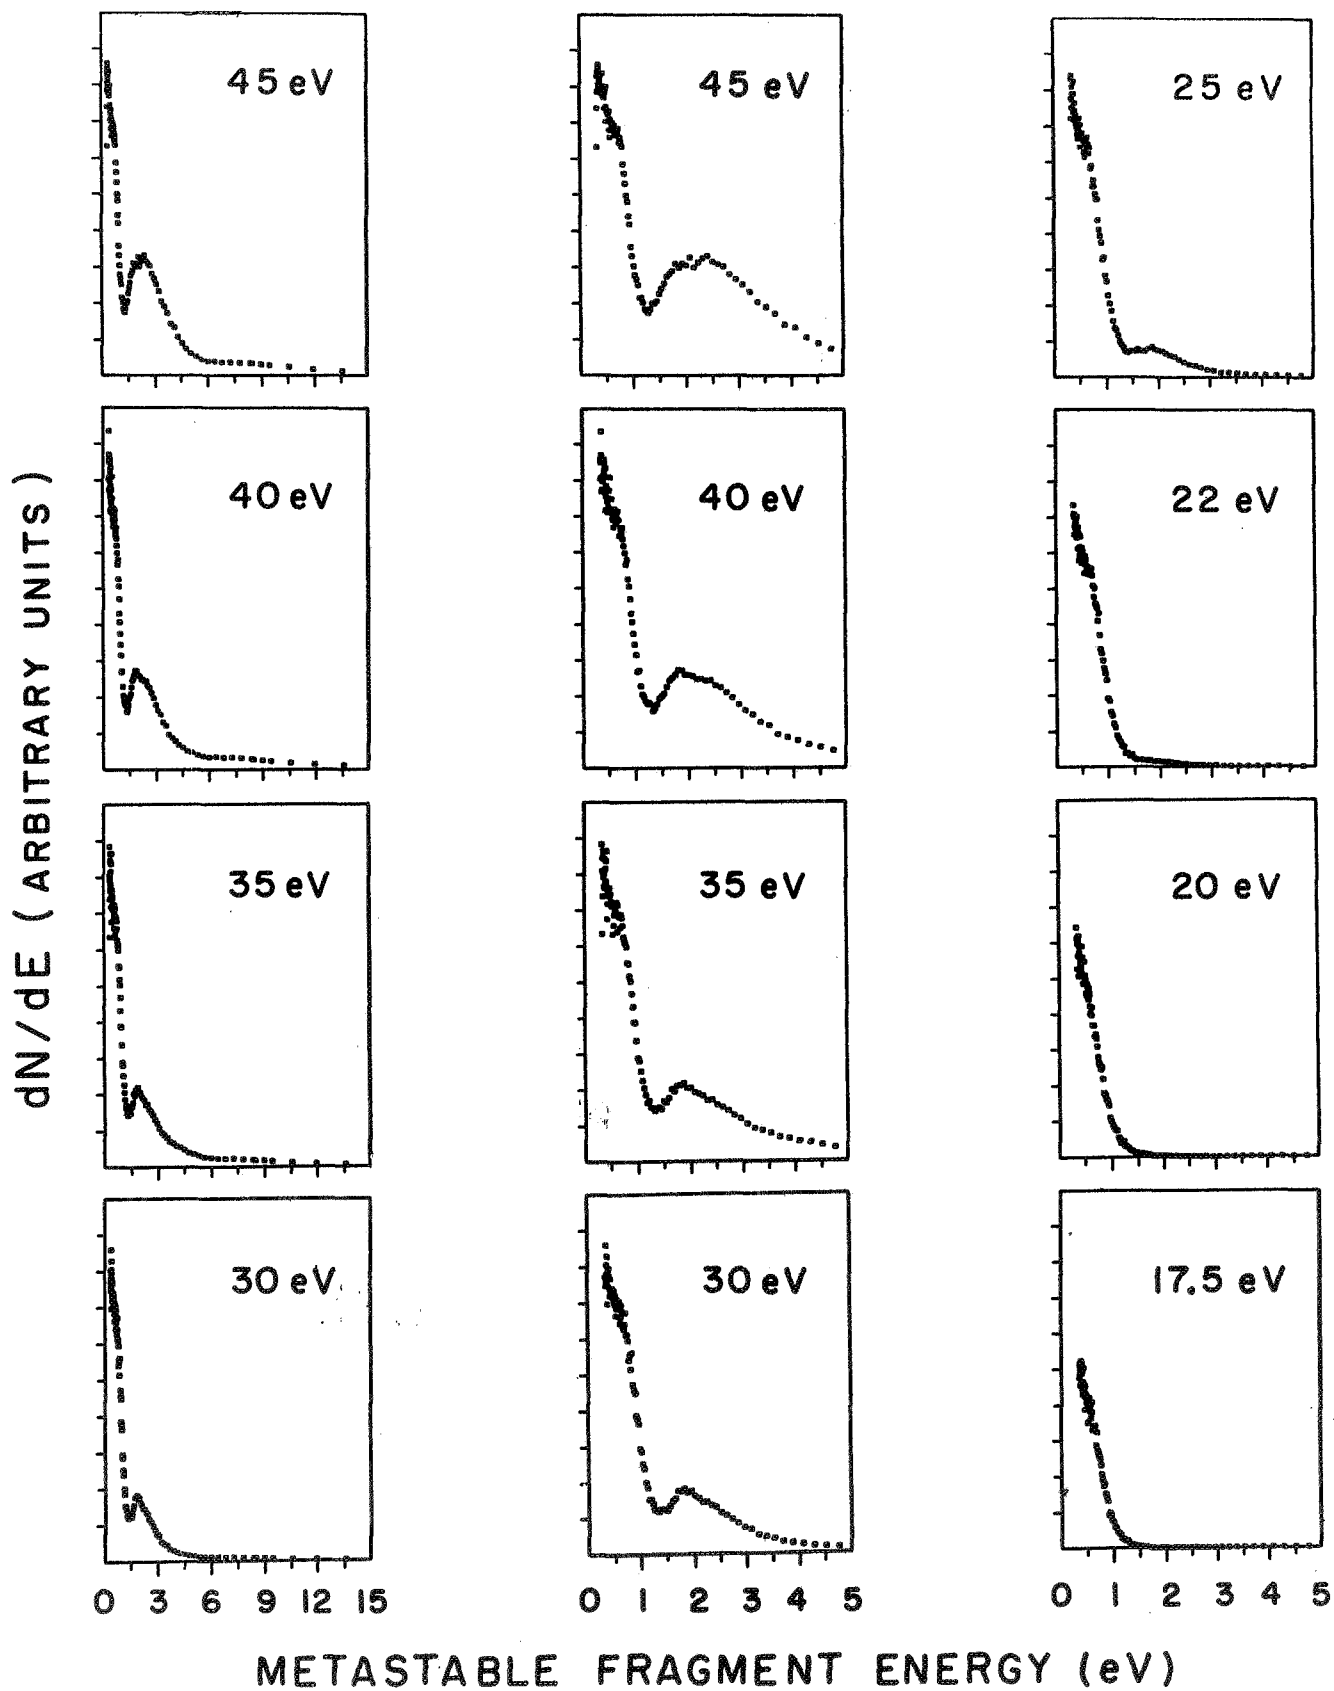 45 eV
45 eV
25 eV
40 eV
40 eV
22 eV
35 eV
35 eV
20 eV
30 eV
30 eV
17.5 eV
dN/dE (ARBITRARY UNITS)
0 3 6 9 12 15
0 1 2 3 4 5
0 1 2 3 4 5
METASTABLE FRAGMENT ENERGY (eV)